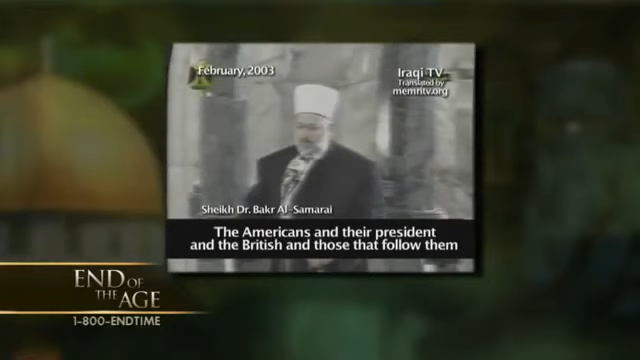 February, 2003
Iraqi TV
Translated by
memritv.org
Sheikh Dr. Bakr Al-Samarai
The Americans and their president
and the British and those that follow them
END OF
THE AGE
1-800-ENDTIME